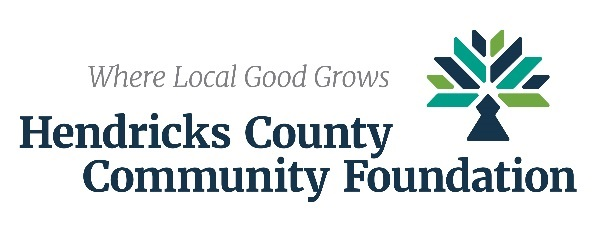 Where Local Good Grows
Hendricks County
Community Foundation